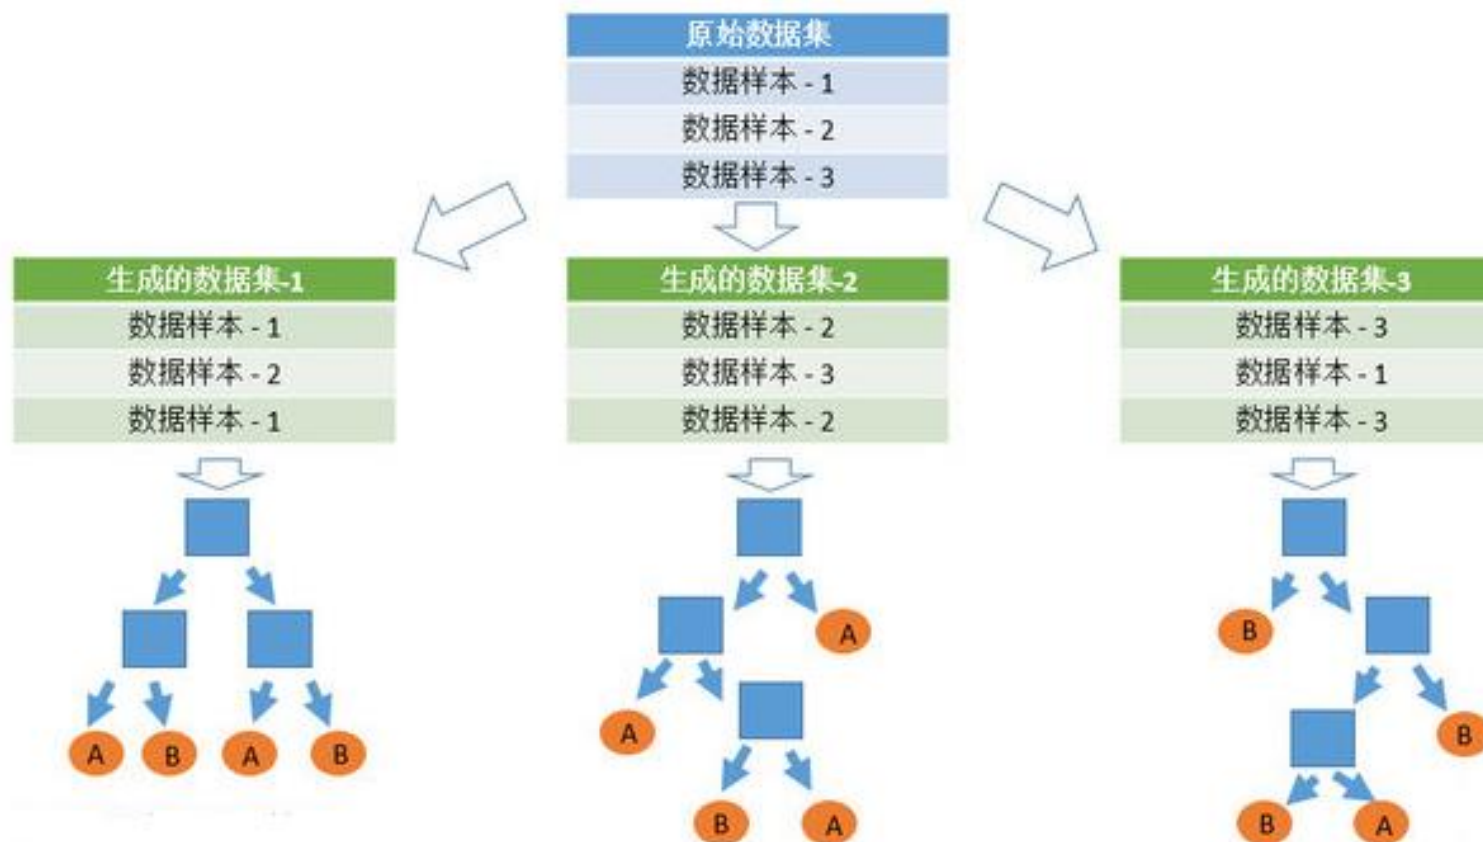 原始数据集
数据样本 - 1
数据样本 - 2
数据样本 - 3
生成的数据集-1
数据样本 - 1
数据样本 - 2
数据样本 - 1
生成的数据集-2
数据样本 - 2
数据样本 - 3
数据样本 - 2
生成的数据集-3
数据样本 - 3
数据样本 - 1
数据样本 - 3
A B A B
A
A
B A
B
B
B A